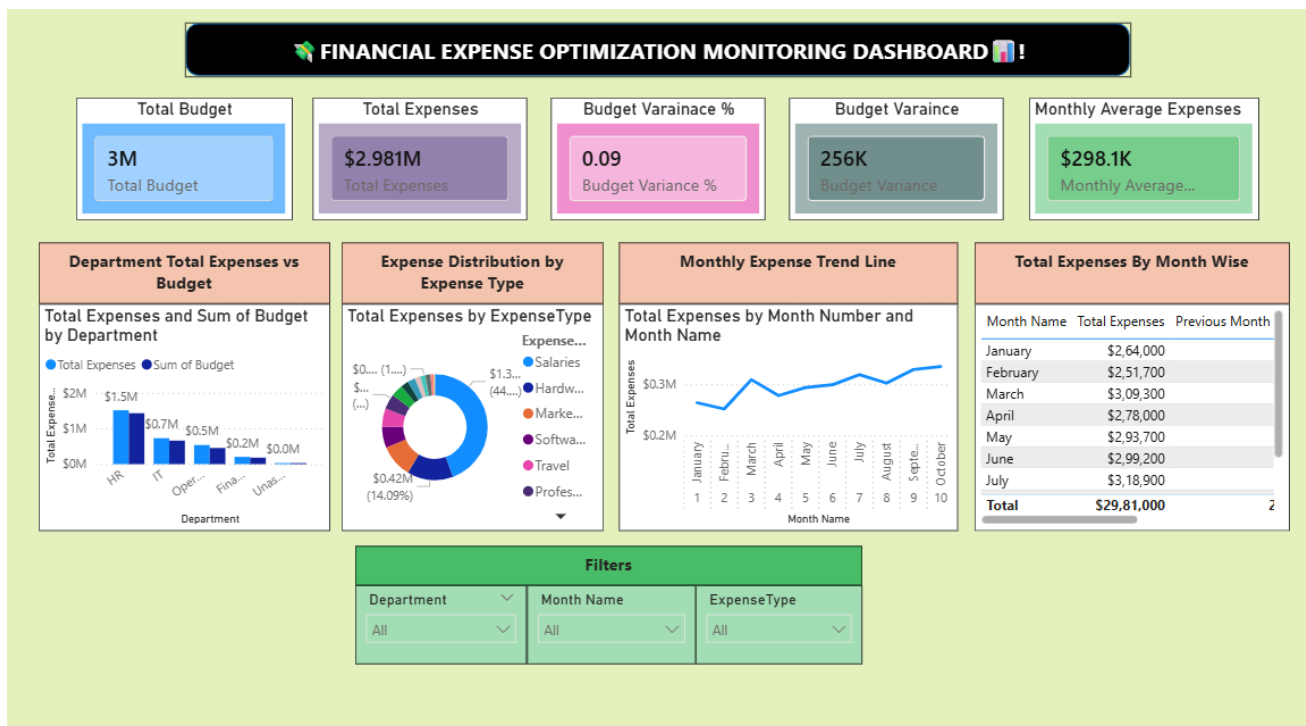 💸 FINANCIAL EXPENSE OPTIMIZATION MONITORING DASHBOARD 📊 !
Total Budget
3M
Total Budget
Total Expenses
$2.981M
Total Expenses
Budget Varainace %
0.09
Budget Variance %
Budget Varaince
256K
Budget Variance
Monthly Average Expenses
$298.1K
Monthly Average...
Department Total Expenses vs
Budget
Total Expenses and Sum of Budget
by Department
Total Expenses
Sum of Budget
Total Expense...
$2M
$1M
$0M
$1.5M
$0.7M
$0.5M
$0.2M
$0.0M
HR
IT
Oper...
Fina...
Unas...
Department
Expense Distribution by
Expense Type
Total Expenses by ExpenseType
Expense...
Salaries
Hardw...
Marke...
Softwa...
Travel
Profes...
$0.... (1....)
$...
(...)
$1.3...
(44....)
$0.42M
(14.09%)
Monthly Expense Trend Line
Total Expenses by Month Number and
Month Name
Total Expenses
$0.3M
$0.2M
January
Febru...
March
April
May
June
July
August
Septe...
October
1 2 3 4 5 6 7 8 9 10
Month Name
Total Expenses By Month Wise
Month Name Total Expenses Previous Month
January $2,64,000
February $2,51,700
March $3,09,300
April $2,78,000
May $2,93,700
June $2,99,200
July $3,18,900
Total $29,81,000 2
Filters
Department
All
Month Name
All
ExpenseType
All